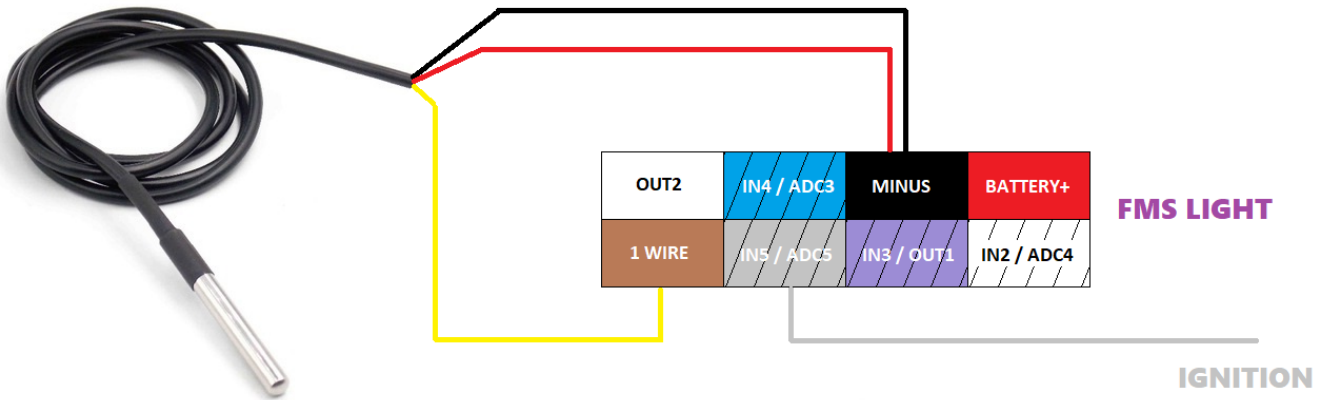 OUT2
IN4 / ADC3
MINUS
BATTERY+
FMS LIGHT
1 WIRE
IN5 / ADC5
IN3 / OUT1
IN2 / ADC4
IGNITION